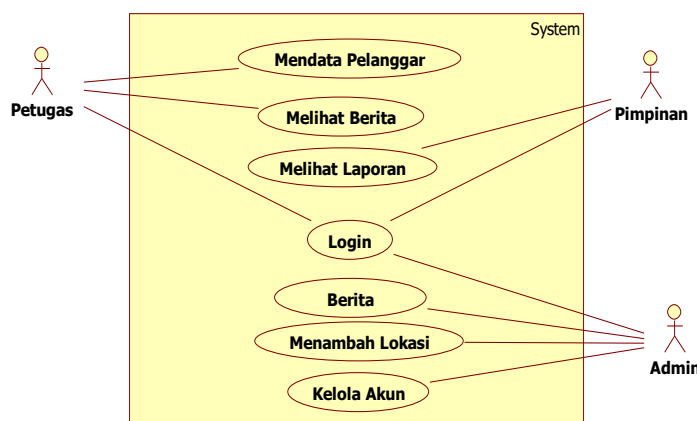 System
Mendata Pelanggar
Petugas
Melihat Berita
Pimpinan
Melihat Laporan
Login
Berita
Menambah Lokasi
Admin
Kelola Akun